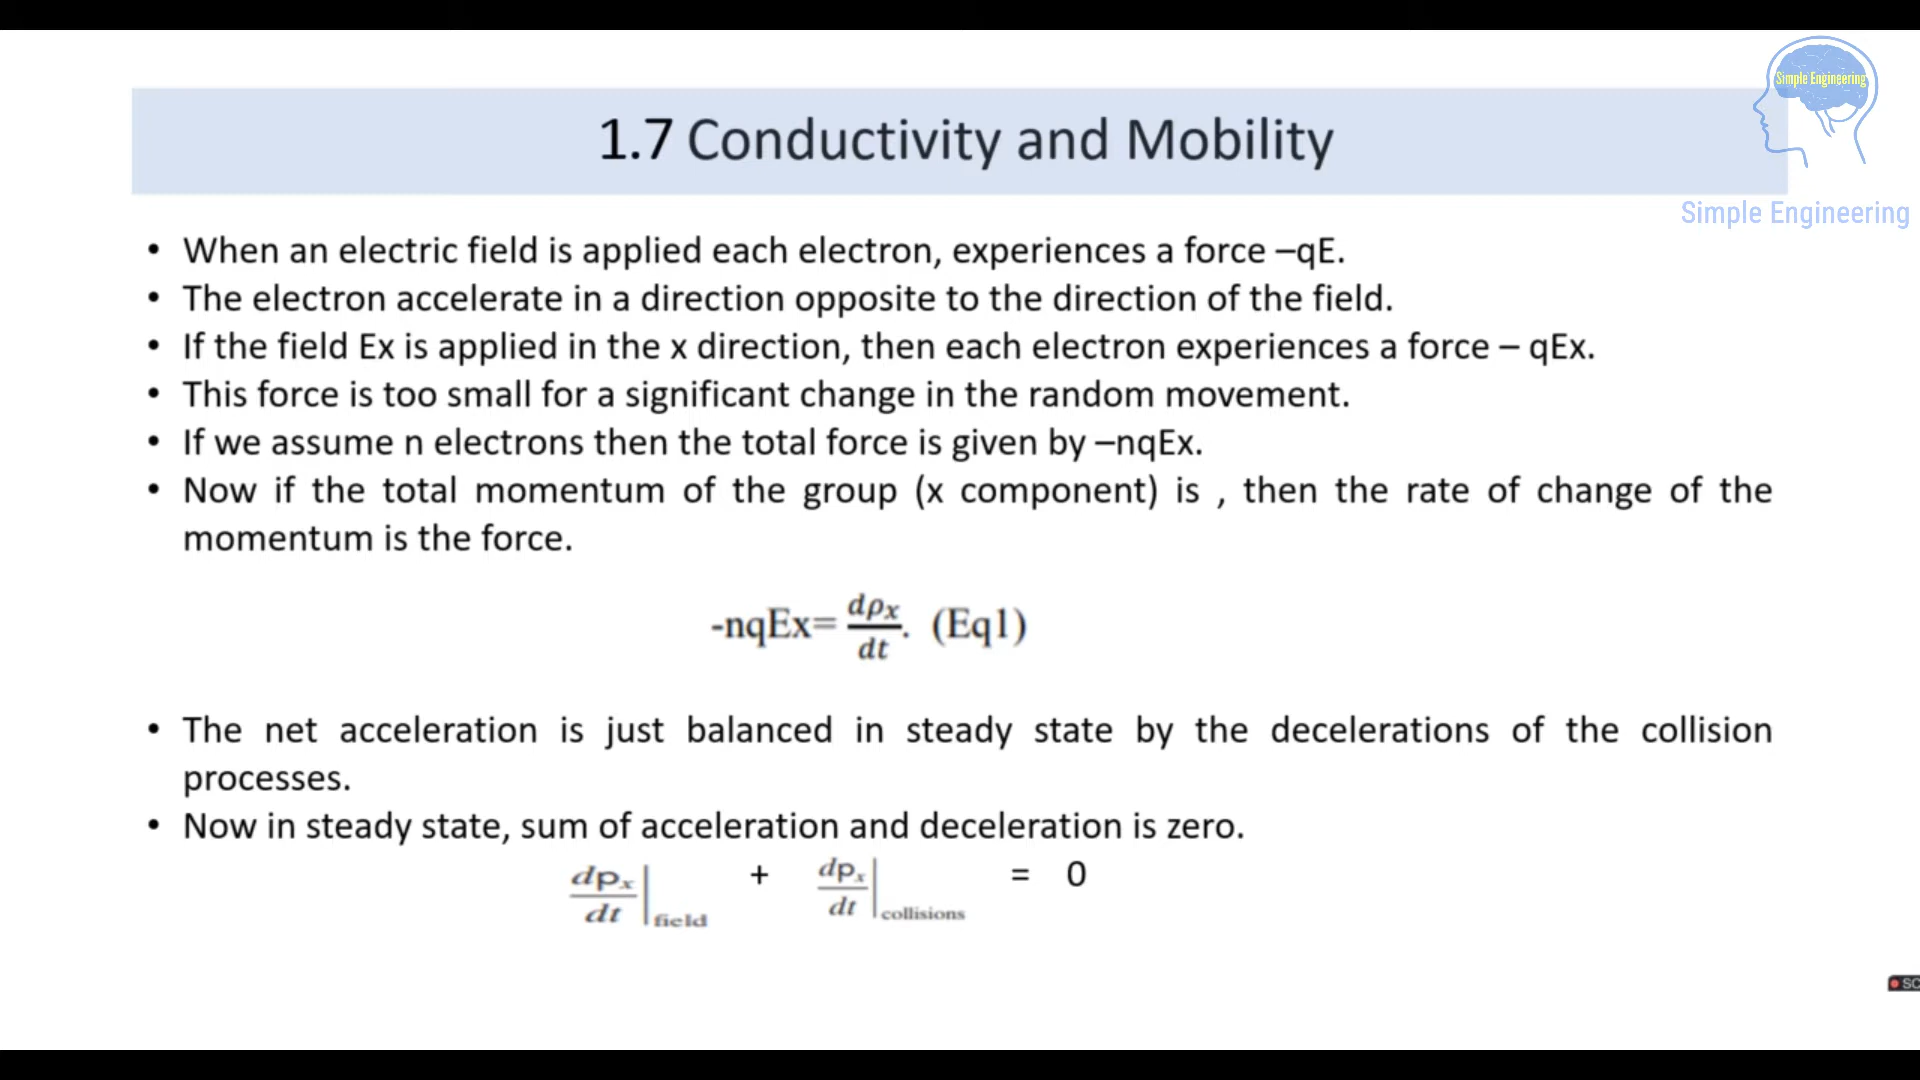 Simple Engineering
1.7 Conductivity and Mobility
Simple Engineering
• When an electric field is applied each electron, experiences a force –qE.
• The electron accelerate in a direction opposite to the direction of the field.
• If the field Ex is applied in the x direction, then each electron experiences a force – qEx.
• This force is too small for a significant change in the random movement.
• If we assume n electrons then the total force is given by –nqEx.
• Now if the total momentum of the group (x component) is , then the rate of change of the
momentum is the force.
-nqEx= dρx/dt. (Eq1)
• The net acceleration is just balanced in steady state by the decelerations of the collision
processes.
• Now in steady state, sum of acceleration and deceleration is zero.
dpx/dt |field + dpx/dt |collisions = 0
SC